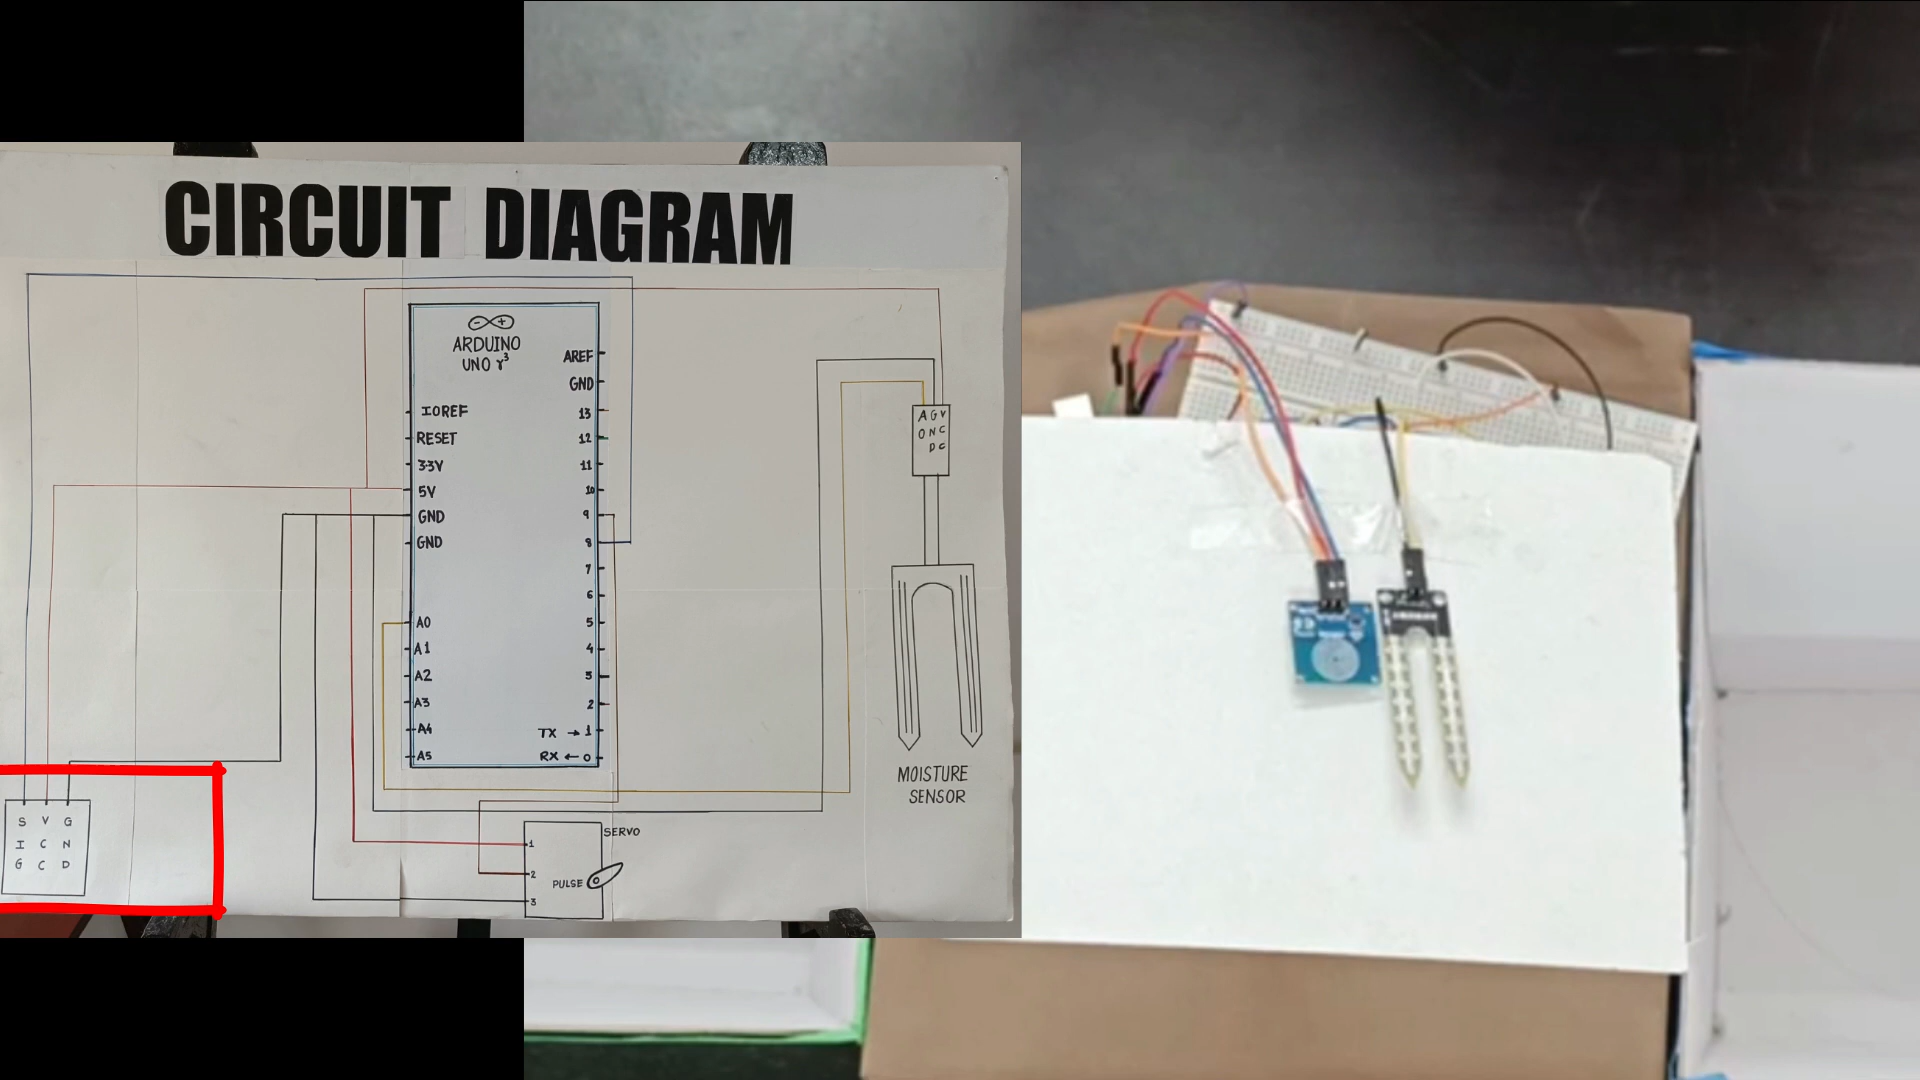 CIRCUIT DIAGRAM
ARDUINO
UNO r³
AREF
GND
IOREF
13
RESET
12
3·3V
11
5V
10
GND
9
GND
8
7
6
A0
5
A1
4
A2
3
A3
2
A4
TX → 1
A5
RX ← 0
A G V
O N C
D C
MOISTURE
SENSOR
S V G
I C N
G C D
SERVO
1
2
PULSE
3